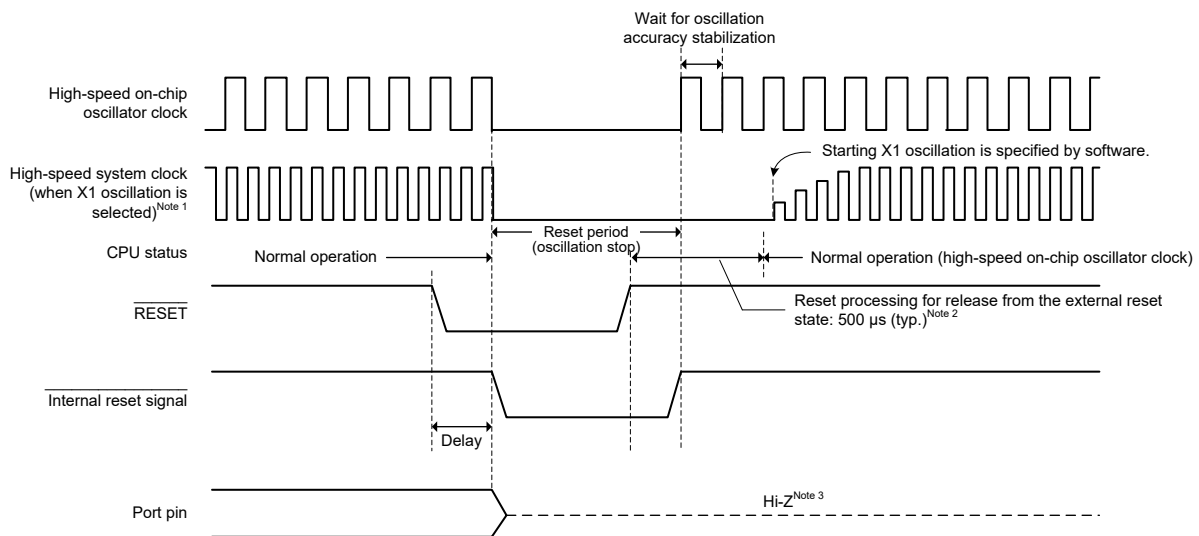 Wait for oscillation
accuracy stabilization
High-speed on-chip
oscillator clock
Starting X1 oscillation is specified by software.
High-speed system clock
(when X1 oscillation is
selected)Note 1
Reset period
(oscillation stop)
CPU status
Normal operation
Normal operation (high-speed on-chip oscillator clock)
RESET
Reset processing for release from the external reset
state: 500 µs (typ.)Note 2
Internal reset signal
Delay
Port pin
Hi-ZNote 3